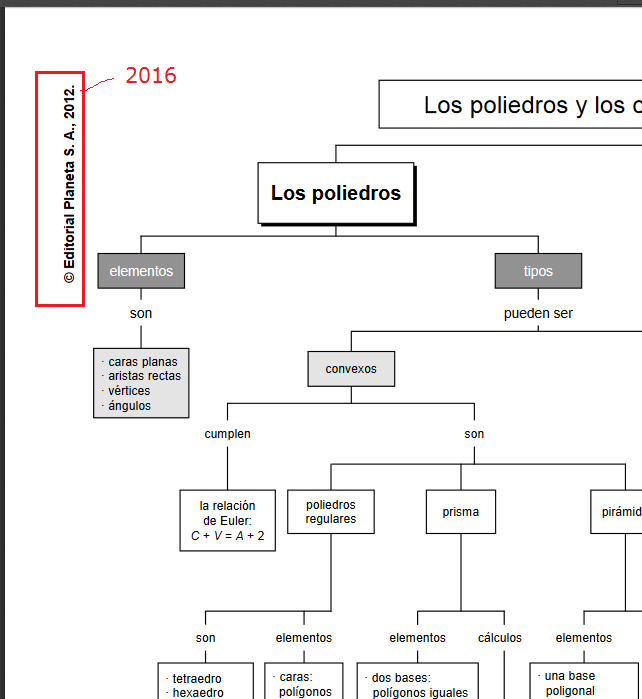 © Editorial Planeta S. A., 2012.
2016
Los poliedros y los
Los poliedros
elementos
tipos
son
pueden ser
· caras planas
· aristas rectas
· vértices
· ángulos
convexos
cumplen
son
la relación
de Euler:
C + V = A + 2
poliedros
regulares
prisma
pirámid
son
elementos
elementos
cálculos
elementos
· tetraedro
· hexaedro
· caras:
polígonos
· dos bases:
polígonos iguales
· una base
poligonal